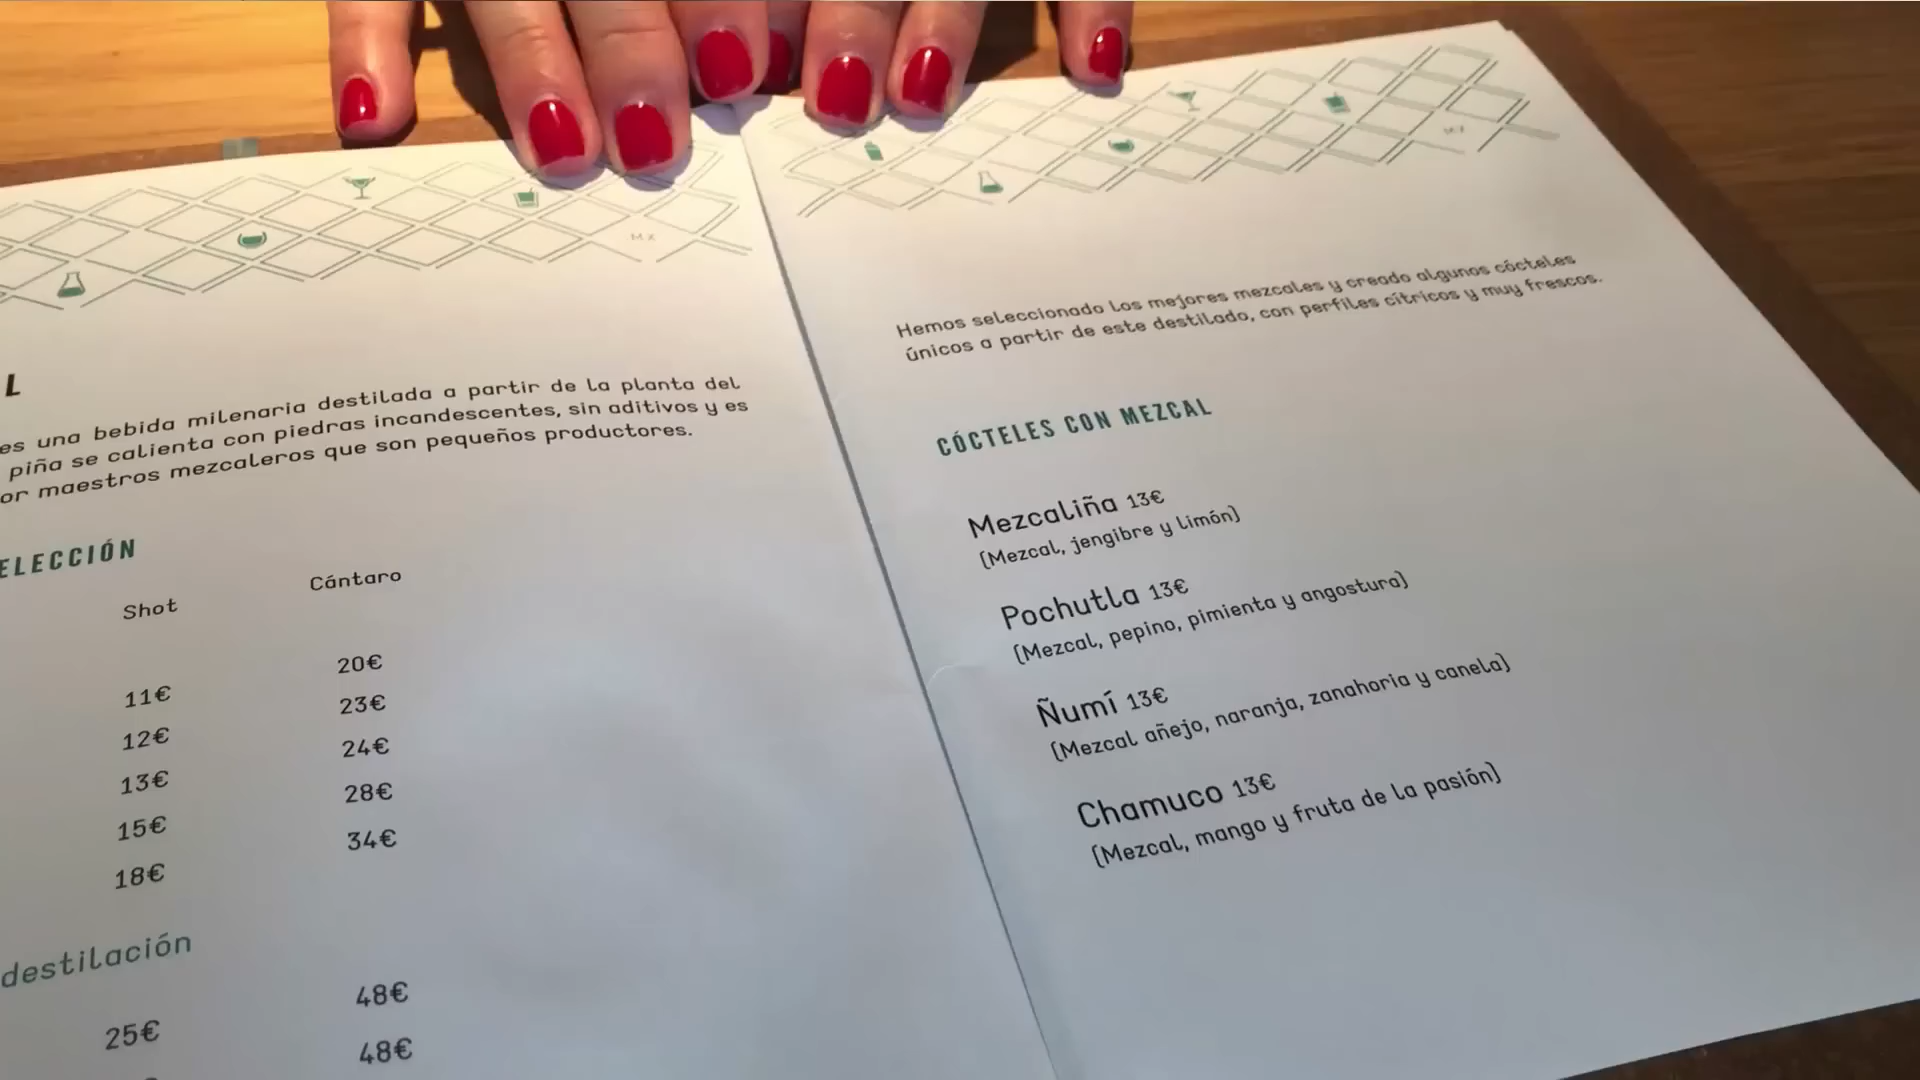 MX
L
es una bebida milenaria destilada a partir de la planta del
piña se calienta con piedras incandescentes, sin aditivos y es
or maestros mezcaleros que son pequeños productores.
ELECCIÓN
Shot Cántaro
11€ 20€
12€ 23€
13€ 24€
15€ 28€
18€ 34€
destilación
25€ 48€
48€
MX
Hemos seleccionado los mejores mezcales y creado algunos cócteles
únicos a partir de este destilado, con perfiles cítricos y muy frescos.
CÓCTELES CON MEZCAL
Mezcaliña 13€
(Mezcal, jengibre y limón)
Pochutla 13€
(Mezcal, pepino, pimienta y angostura)
Ñumí 13€
(Mezcal añejo, naranja, zanahoria y canela)
Chamuco 13€
(Mezcal, mango y fruta de la pasión)